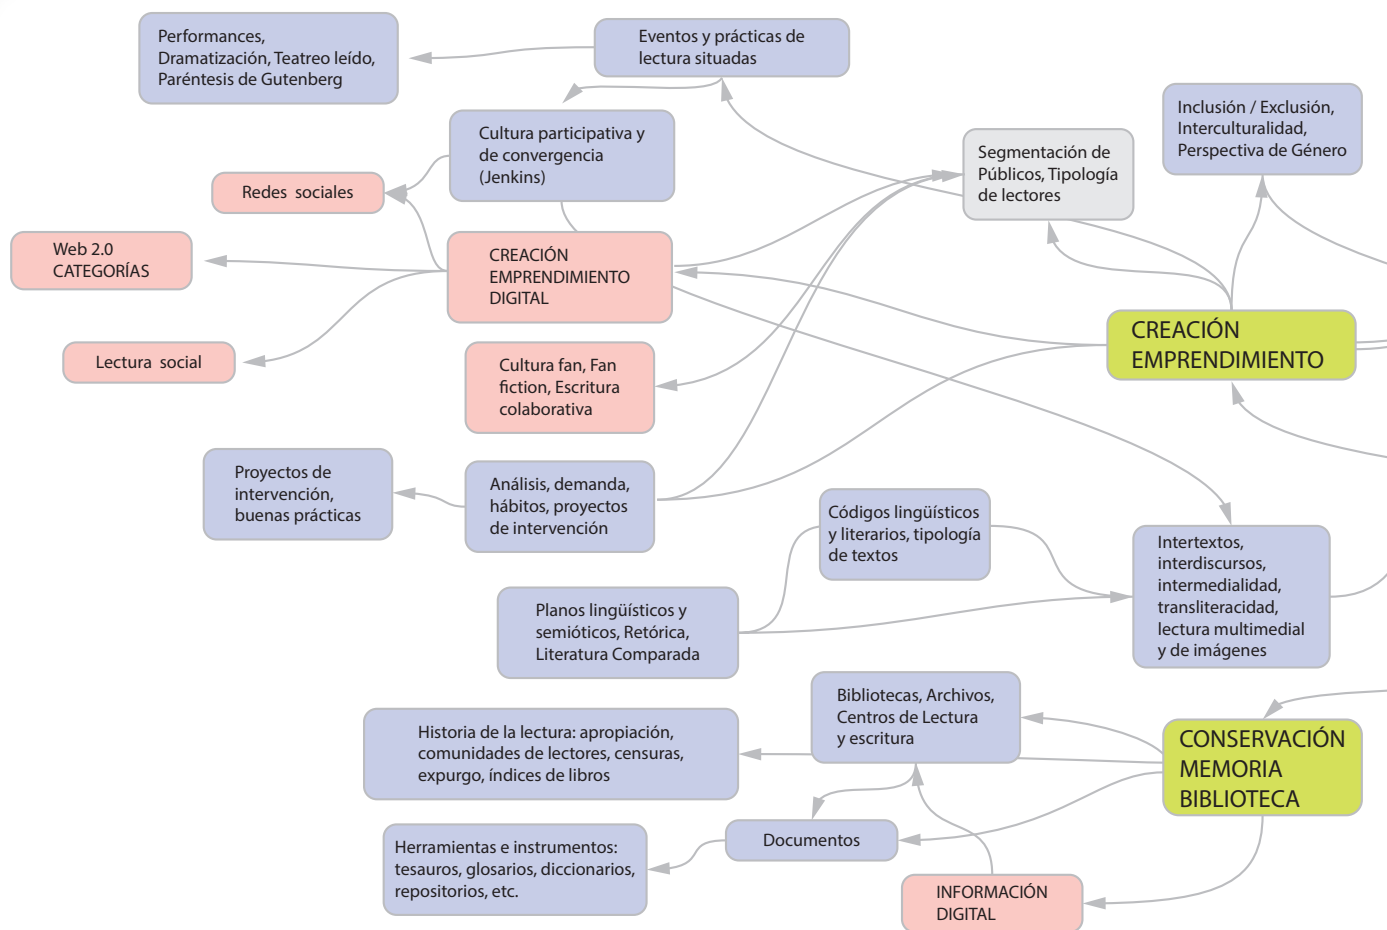 Performances,
Dramatización, Teatreo leído,
Paréntesis de Gutenberg
Eventos y prácticas de
lectura situadas
Inclusión / Exclusión,
Interculturalidad,
Perspectiva de Género
Cultura participativa y
de convergencia
(Jenkins)
Segmentación de
Públicos, Tipología
de lectores
Redes sociales
Web 2.0
CATEGORÍAS
CREACIÓN
EMPRENDIMIENTO
DIGITAL
Lectura social
CREACIÓN
EMPRENDIMIENTO
Cultura fan, Fan
fiction, Escritura
colaborativa
Proyectos de
intervención,
buenas prácticas
Análisis, demanda,
hábitos, proyectos
de intervención
Códigos lingüísticos
y literarios, tipología
de textos
Intertextos,
interdiscursos,
intermedialidad,
transliteracidad,
lectura multimedial
y de imágenes
Planos lingüísticos y
semióticos, Retórica,
Literatura Comparada
Bibliotecas, Archivos,
Centros de Lectura
y escritura
Historia de la lectura: apropiación,
comunidades de lectores, censuras,
expurgo, índices de libros
CONSERVACIÓN
MEMORIA
BIBLIOTECA
Documentos
Herramientas e instrumentos:
tesauros, glosarios, diccionarios,
repositorios, etc.
INFORMACIÓN
DIGITAL